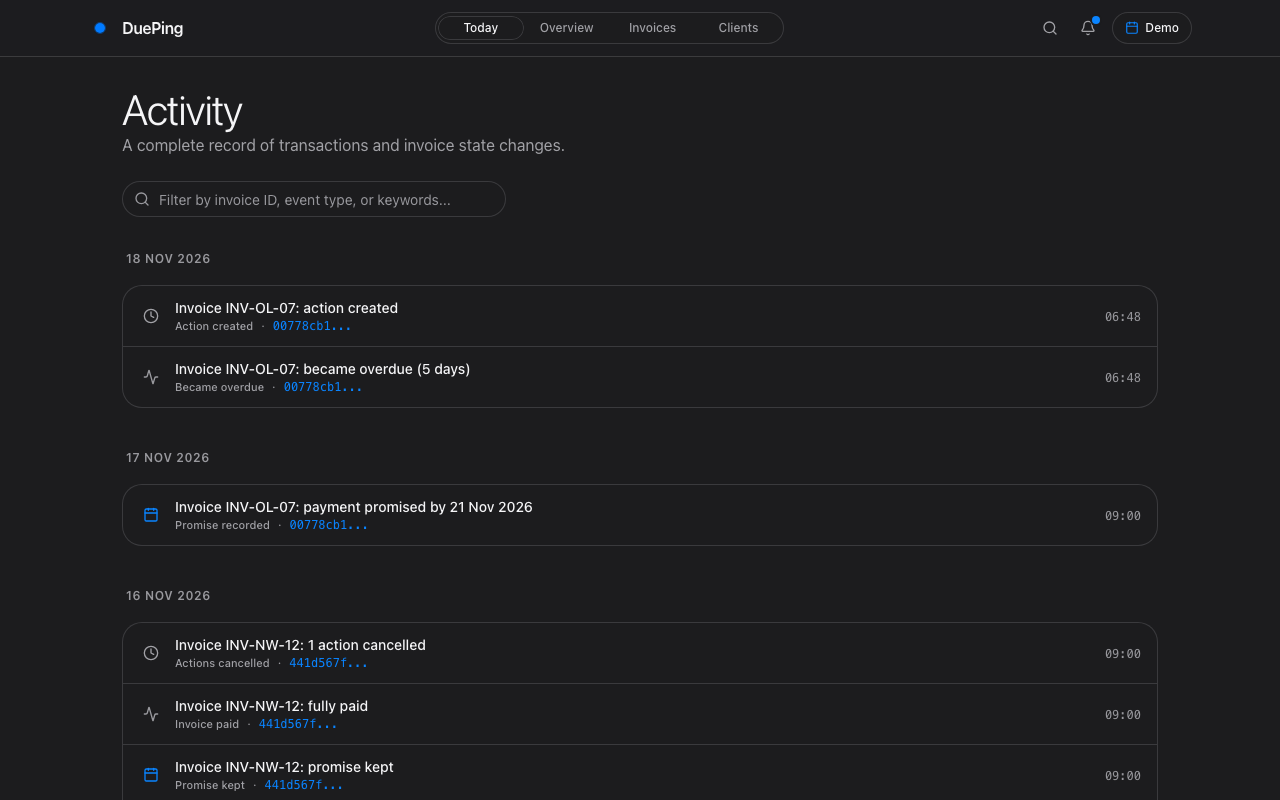 DuePing
Today
Overview
Invoices
Clients
Demo
Activity
A complete record of transactions and invoice state changes.
Filter by invoice ID, event type, or keywords...
18 NOV 2026
Invoice INV-OL-07: action created
Action created · 00778cb1...
06:48
Invoice INV-OL-07: became overdue (5 days)
Became overdue · 00778cb1...
06:48
17 NOV 2026
Invoice INV-OL-07: payment promised by 21 Nov 2026
Promise recorded · 00778cb1...
09:00
16 NOV 2026
Invoice INV-NW-12: 1 action cancelled
Actions cancelled · 441d567f...
09:00
Invoice INV-NW-12: fully paid
Invoice paid · 441d567f...
09:00
Invoice INV-NW-12: promise kept
Promise kept · 441d567f...
09:00